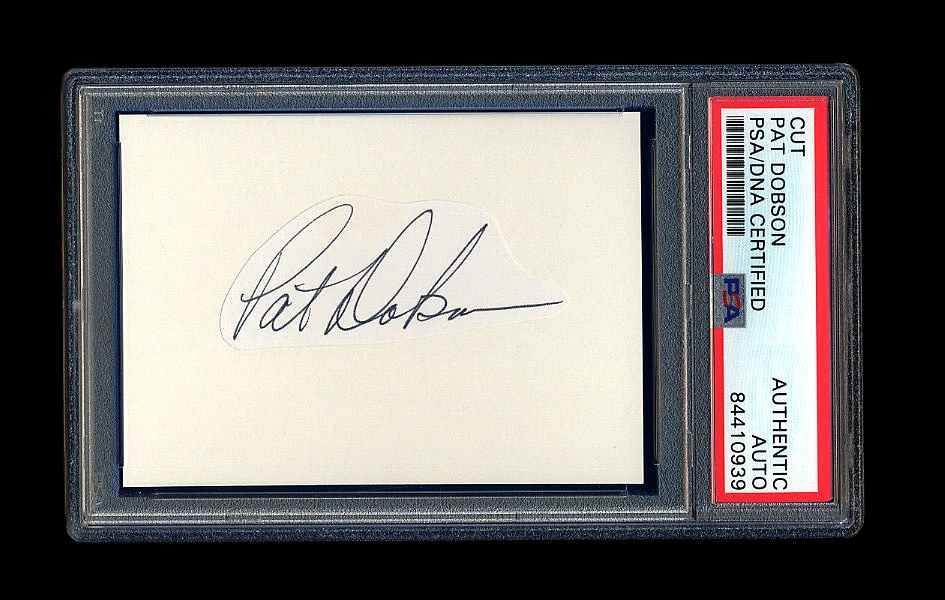 Pat Dobson
CUT
PAT DOBSON
PSA/DNA CERTIFIED
PSA
AUTHENTIC
AUTO
84410939